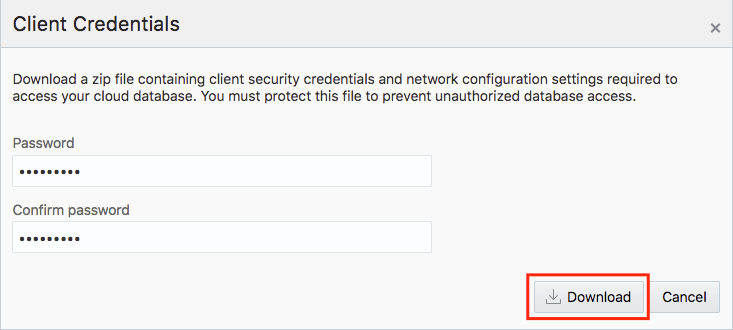 Client Credentials
×
Download a zip file containing client security credentials and network configuration settings required to
access your cloud database. You must protect this file to prevent unauthorized database access.
Password
•••••••••
Confirm password
•••••••••
Download Cancel